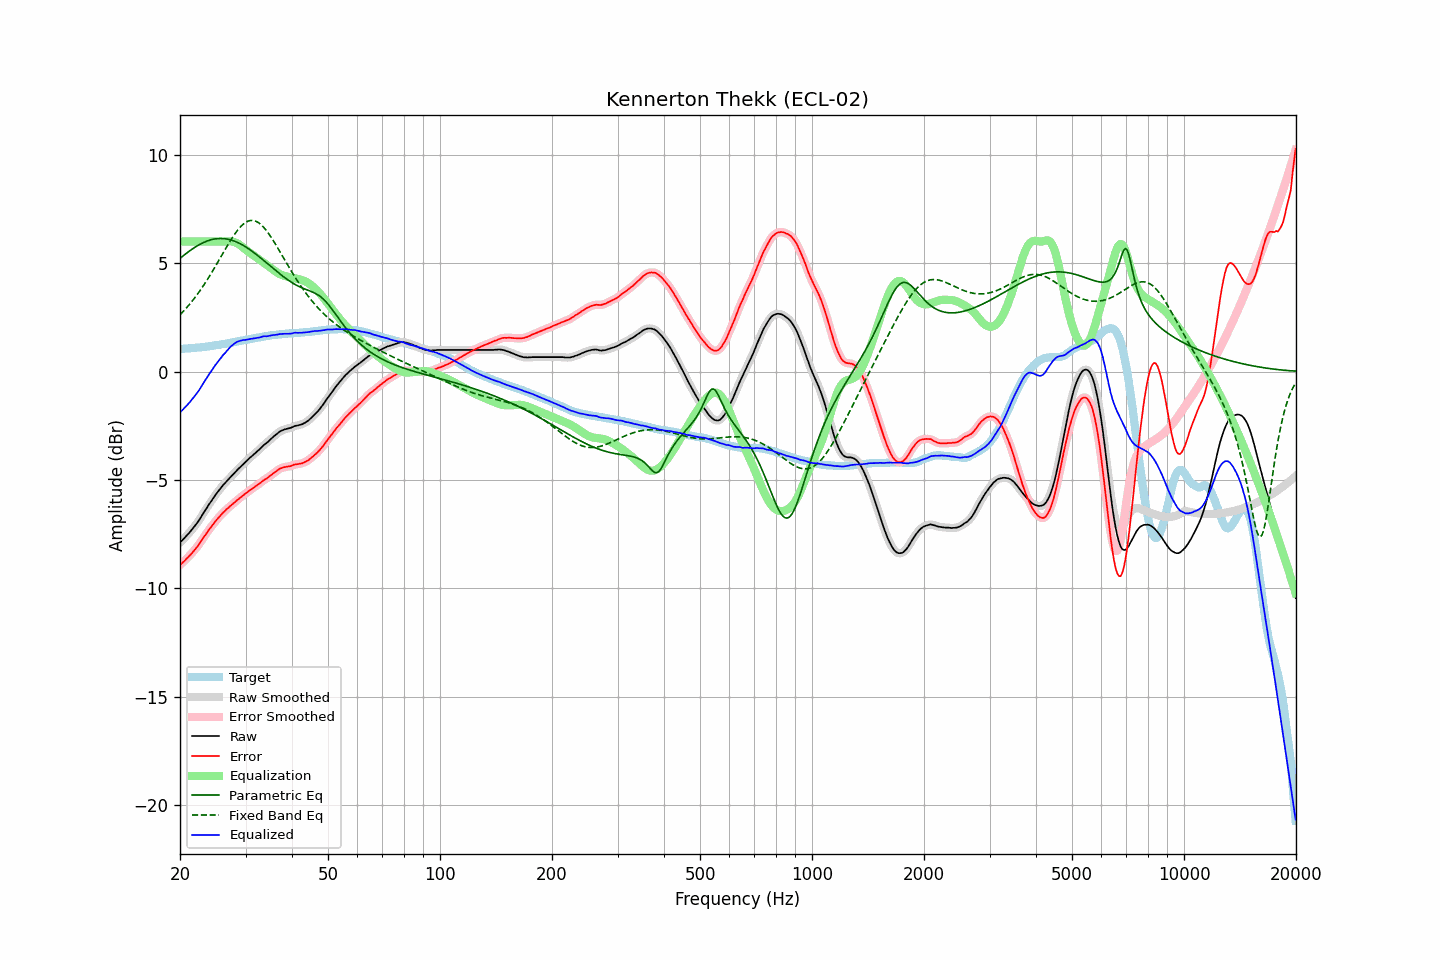 Kennerton Thekk (ECL-02)
10
5
0
−5
−10
−15
−20
Amplitude (dBr)
Target
Raw Smoothed
Error Smoothed
Raw
Error
Equalization
Parametric Eq
Fixed Band Eq
Equalized
20 50 100 200 500 1000 2000 5000 10000 20000
Frequency (Hz)